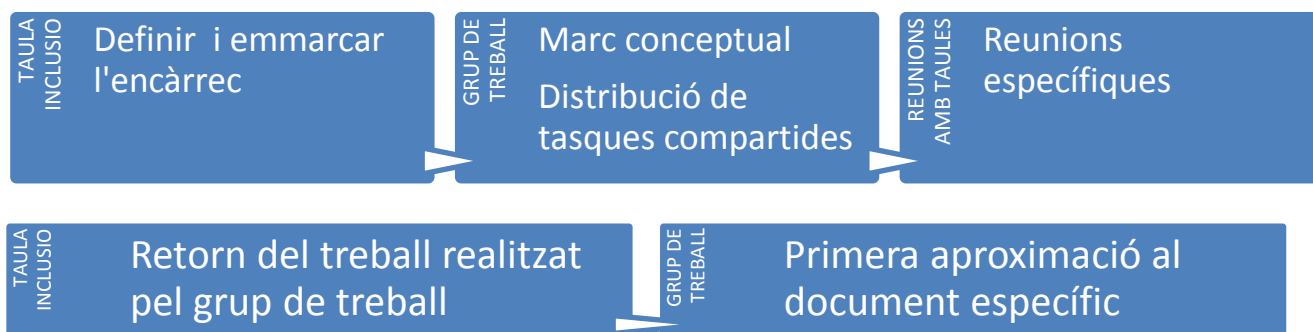 TAULA
INCLUSIO
Definir i emmarcar
l'encàrrec
GRUP DE
TREBALL
Marc conceptual
Distribució de
tasques compartides
REUNIONS
AMB TAULES
Reunions
específiques
TAULA
INCLUSIO
Retorn del treball realitzat
pel grup de treball
GRUP DE
TREBALL
Primera aproximació al
document específic